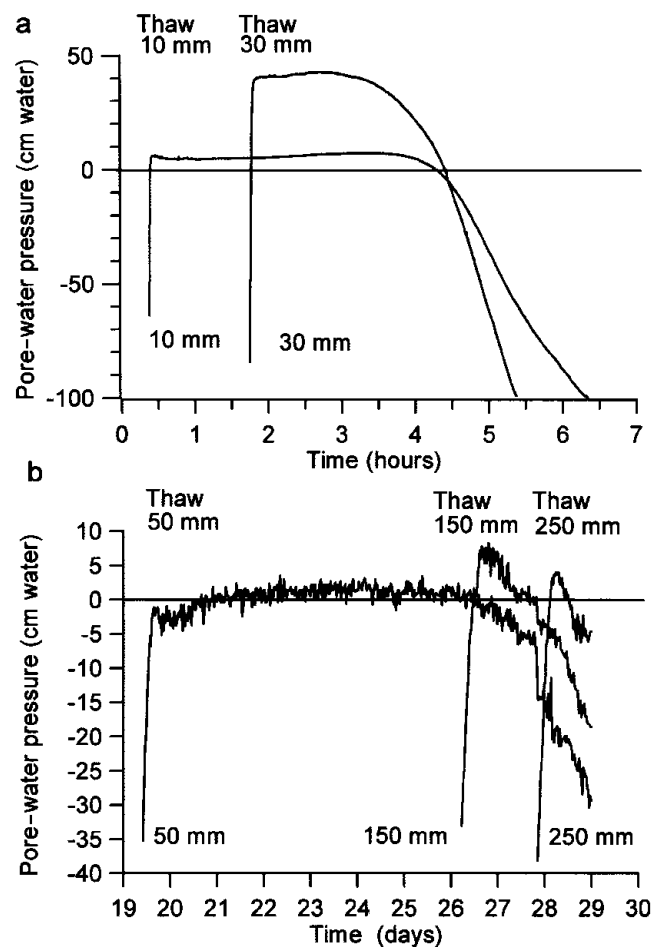 a
Thaw Thaw
10 mm 30 mm
Pore-water pressure (cm water)
50
0
-50
-100
10 mm 30 mm
0 1 2 3 4 5 6 7
Time (hours)
b
Thaw Thaw Thaw
50 mm 150 mm 250 mm
Pore-water pressure (cm water)
10
5
0
-5
-10
-15
-20
-25
-30
-35
-40
50 mm 150 mm 250 mm
19 20 21 22 23 24 25 26 27 28 29 30
Time (days)